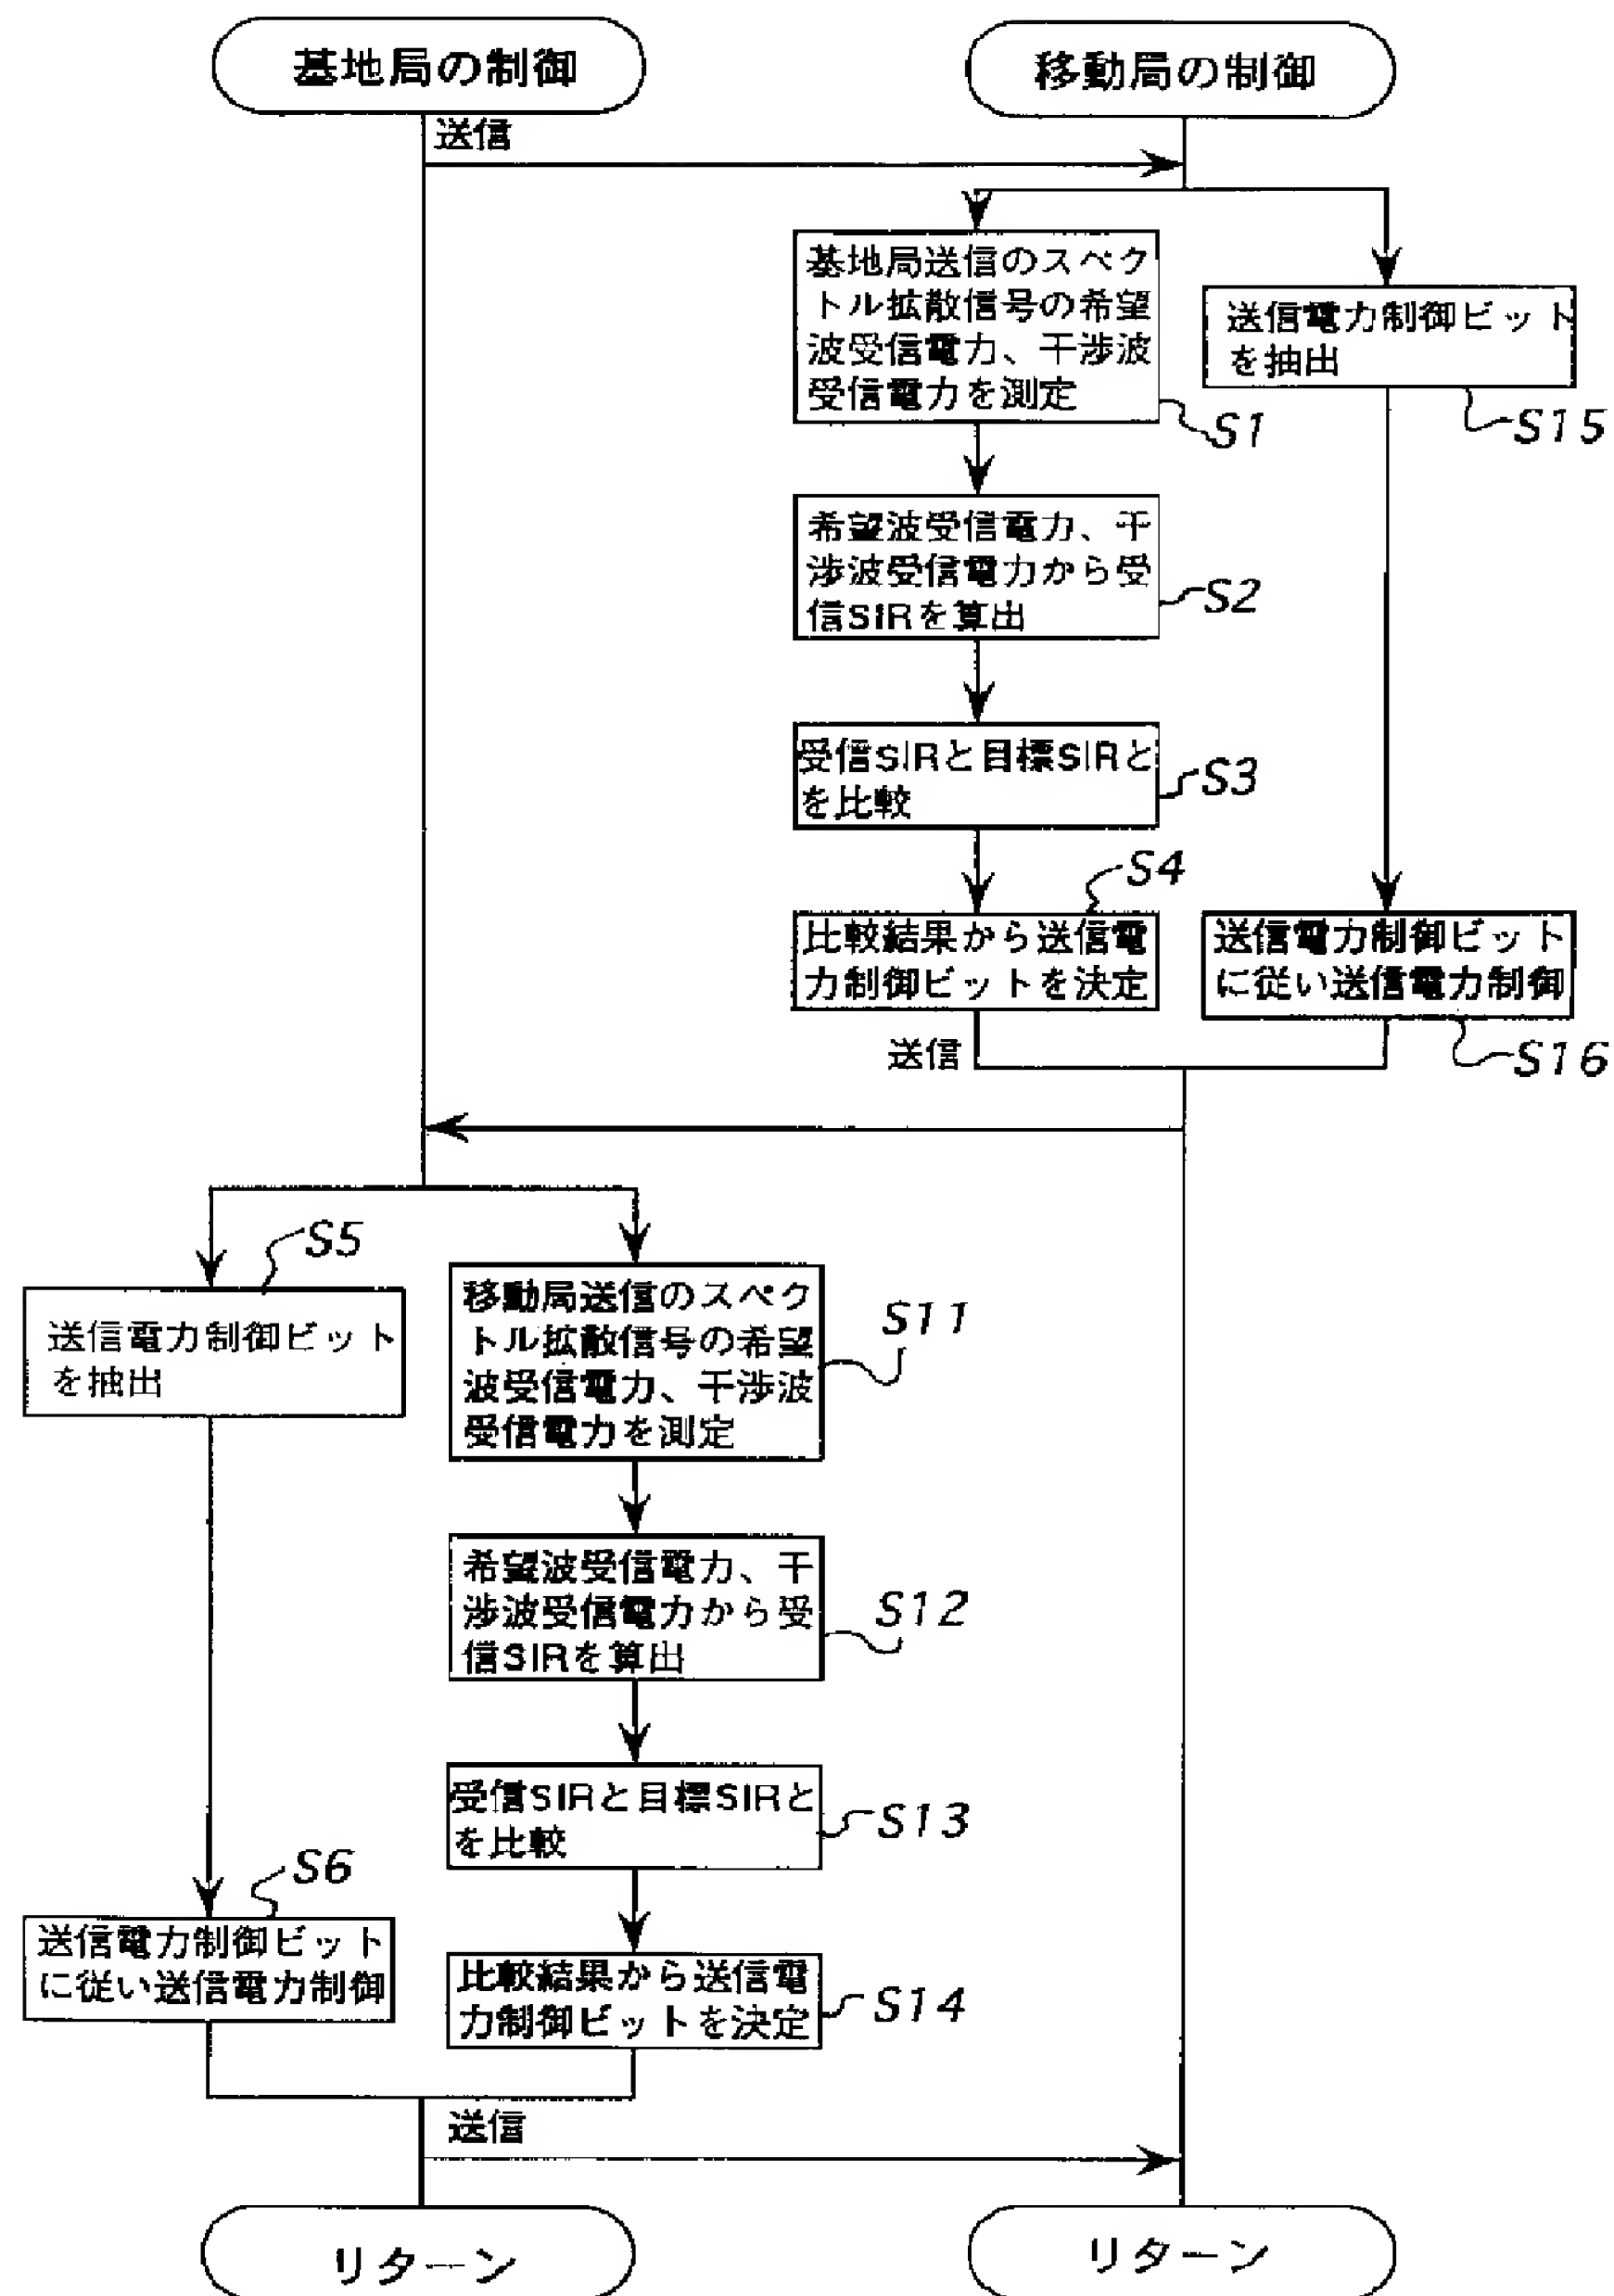 基地局の制御
移動局の制御
送信
基地局送信のスペク
トル拡散信号の希望
波受信電力、干渉波
受信電力を測定
S1
送信電力制御ビット
を抽出
S15
希望波受信電力、干
渉波受信電力から受
信SIRを算出
S2
受信SIRと目標SIRと
を比較
S3
S4
比較結果から送信電
力制御ビットを決定
送信電力制御ビット
に従い送信電力制御
S16
送信
S5
送信電力制御ビット
を抽出
移動局送信のスペク
トル拡散信号の希望
波受信電力、干渉波
受信電力を測定
S11
希望波受信電力、干
渉波受信電力から受
信SIRを算出
S12
受信SIRと目標SIRと
を比較
S13
S6
送信電力制御ビット
に従い送信電力制御
比較結果から送信電
力制御ビットを決定
S14
送信
リターン
リターン